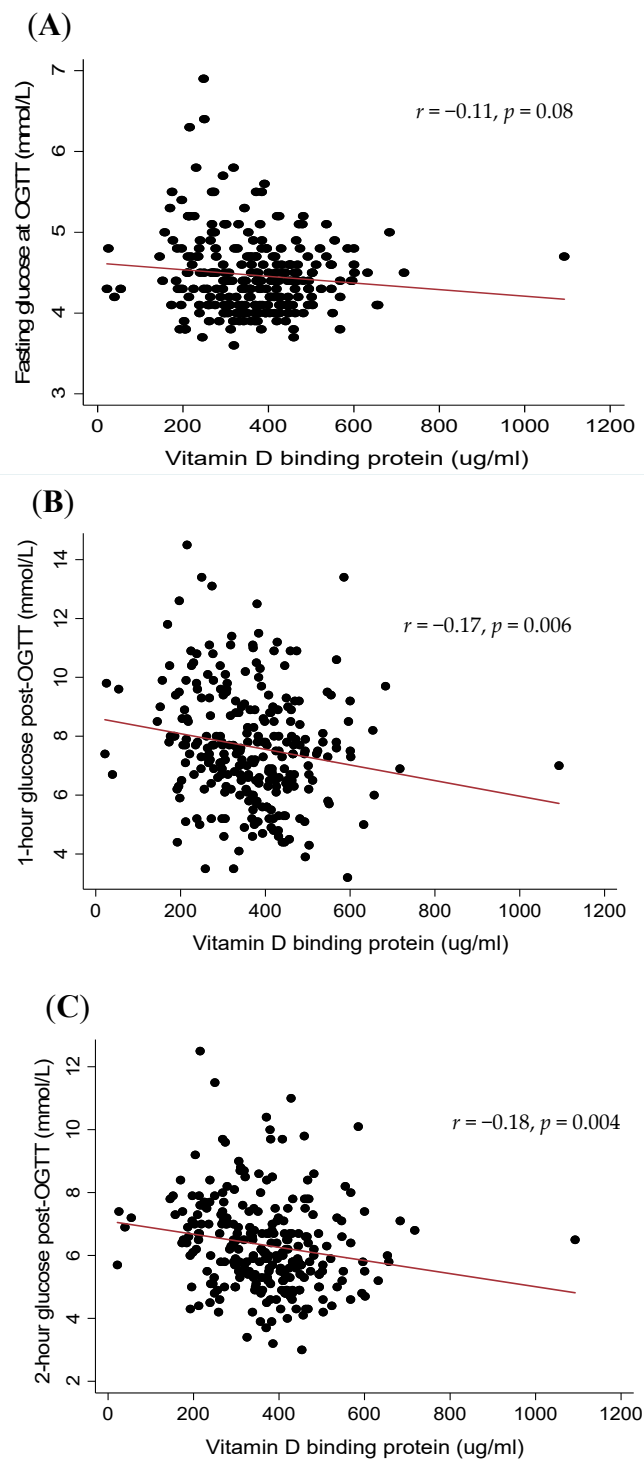 (A)
7
6
5
4
3
r = −0.11, p = 0.08
Fasting glucose at OGTT (mmol/L)
0 200 400 600 800 1000 1200
Vitamin D binding protein (ug/ml)
(B)
14
12
10
8
6
4
r = −0.17, p = 0.006
1-hour glucose post-OGTT (mmol/L)
0 200 400 600 800 1000 1200
Vitamin D binding protein (ug/ml)
(C)
12
10
8
6
4
2
r = −0.18, p = 0.004
2-hour glucose post-OGTT (mmol/L)
0 200 400 600 800 1000 1200
Vitamin D binding protein (ug/ml)